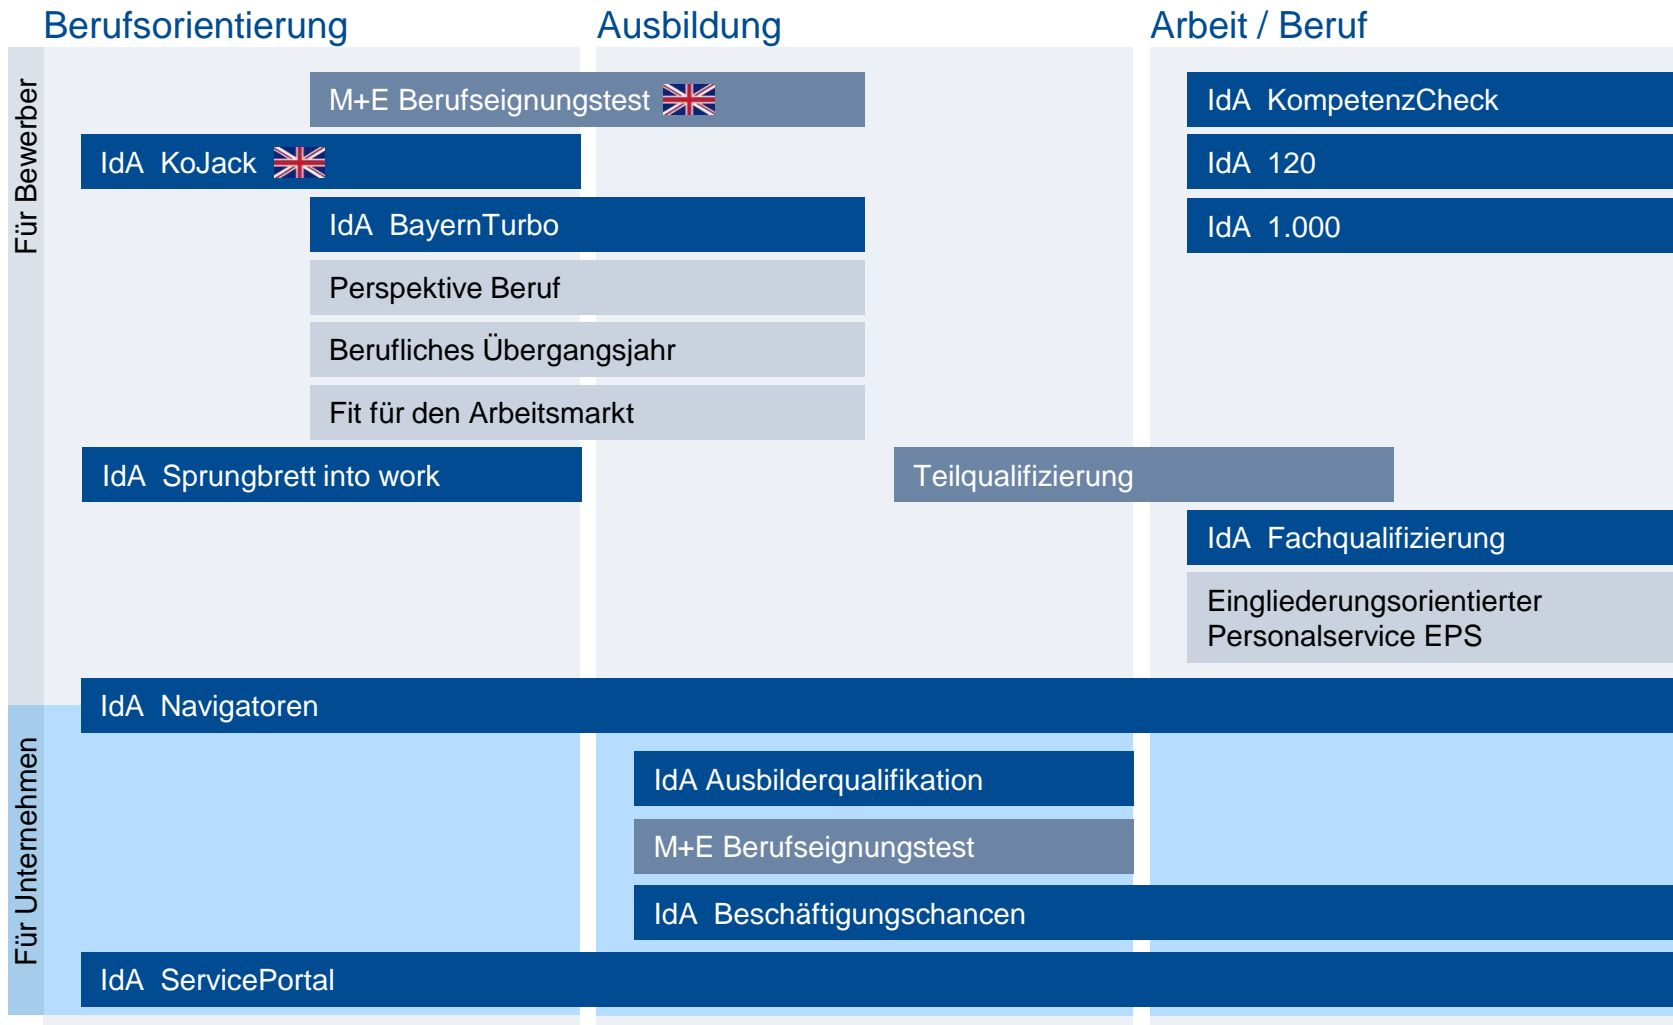 Berufsorientierung
Ausbildung
Arbeit / Beruf
Für Bewerber
M+E Berufseignungstest
IdA KompetenzCheck
IdA KoJack
IdA 120
IdA BayernTurbo
IdA 1.000
Perspektive Beruf
Berufliches Übergangsjahr
Fit für den Arbeitsmarkt
IdA Sprungbrett into work
Teilqualifizierung
IdA Fachqualifizierung
Eingliederungsorientierter
Personalservice EPS
IdA Navigatoren
Für Unternehmen
IdA Ausbilderqualifikation
M+E Berufseignungstest
IdA Beschäftigungschancen
IdA ServicePortal